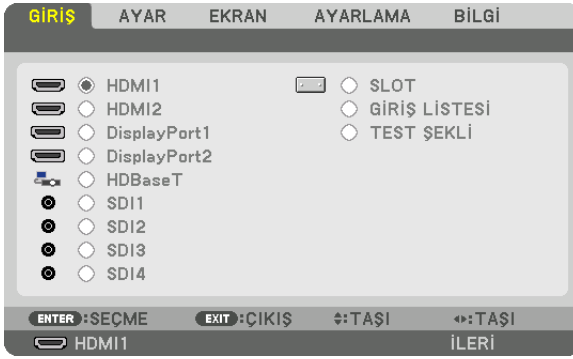 GİRİŞ AYAR EKRAN AYARLAMA BİLGİ
HDMI1
HDMI2
DisplayPort1
DisplayPort2
HDBaseT
SDI1
SDI2
SDI3
SDI4
SLOT
GİRİŞ LİSTESİ
TEST ŞEKLİ
ENTER :SEÇME EXIT :ÇIKIŞ :TAŞI :TAŞI
HDMI1 İLERİ